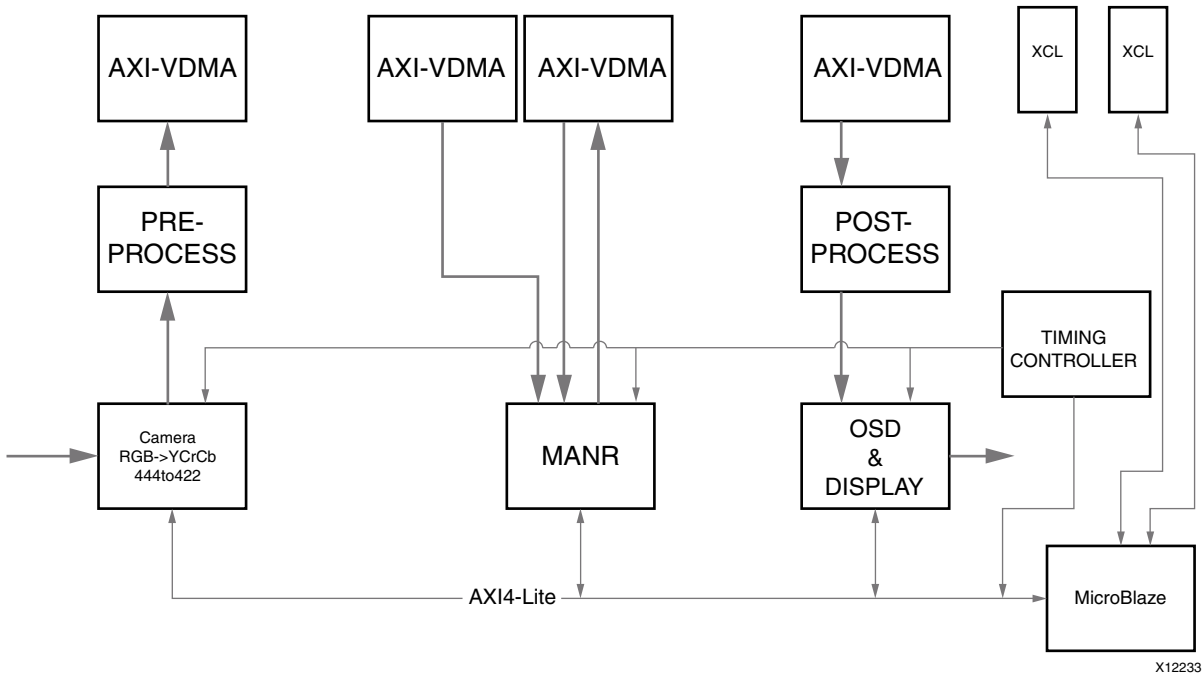 AXI-VDMA
AXI-VDMA
AXI-VDMA
AXI-VDMA
XCL
XCL
PRE-
PROCESS
POST-
PROCESS
TIMING
CONTROLLER
Camera
RGB->YCrCb
444to422
MANR
OSD
&
DISPLAY
AXI4-Lite
MicroBlaze
X12233